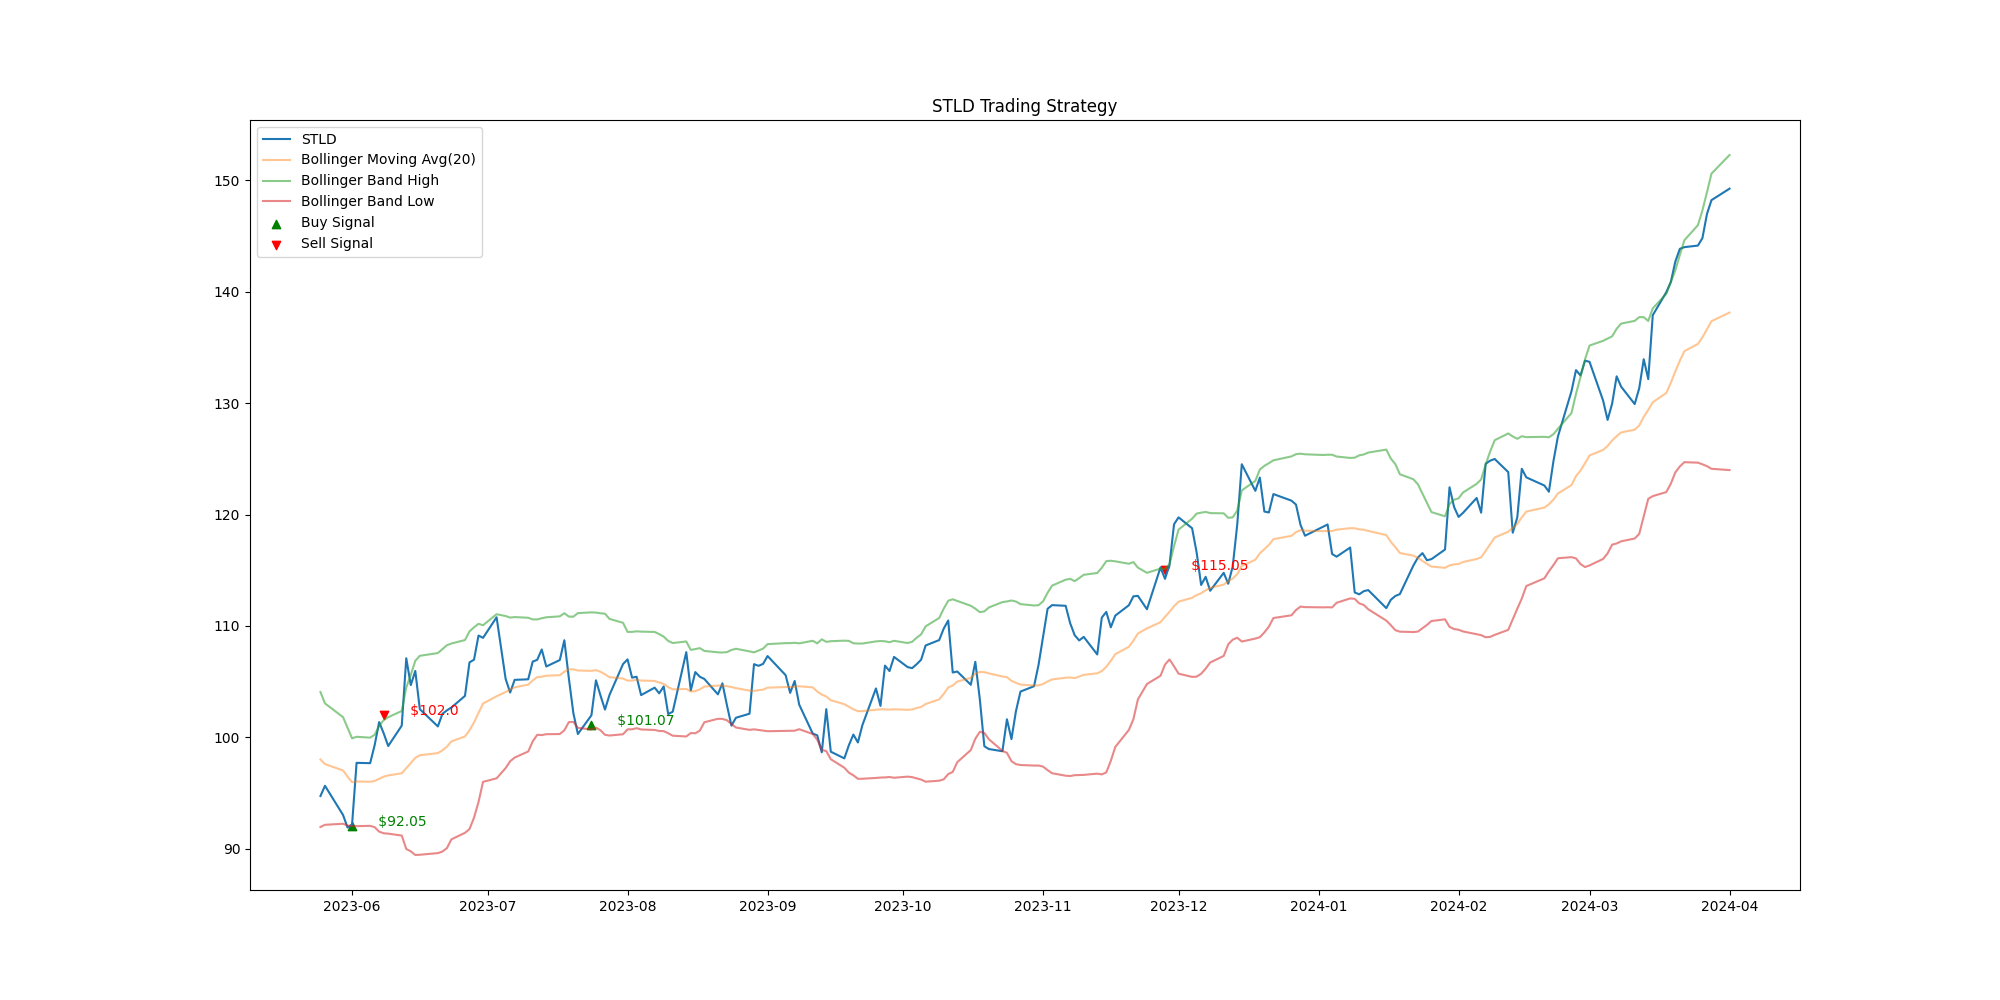 STLD Trading Strategy
STLD
Bollinger Moving Avg(20)
Bollinger Band High
Bollinger Band Low
Buy Signal
Sell Signal
150
140
130
120
110
100
90
$102.0
$92.05
$101.07
$115.05
2023-06 2023-07 2023-08 2023-09 2023-10 2023-11 2023-12 2024-01 2024-02 2024-03 2024-04